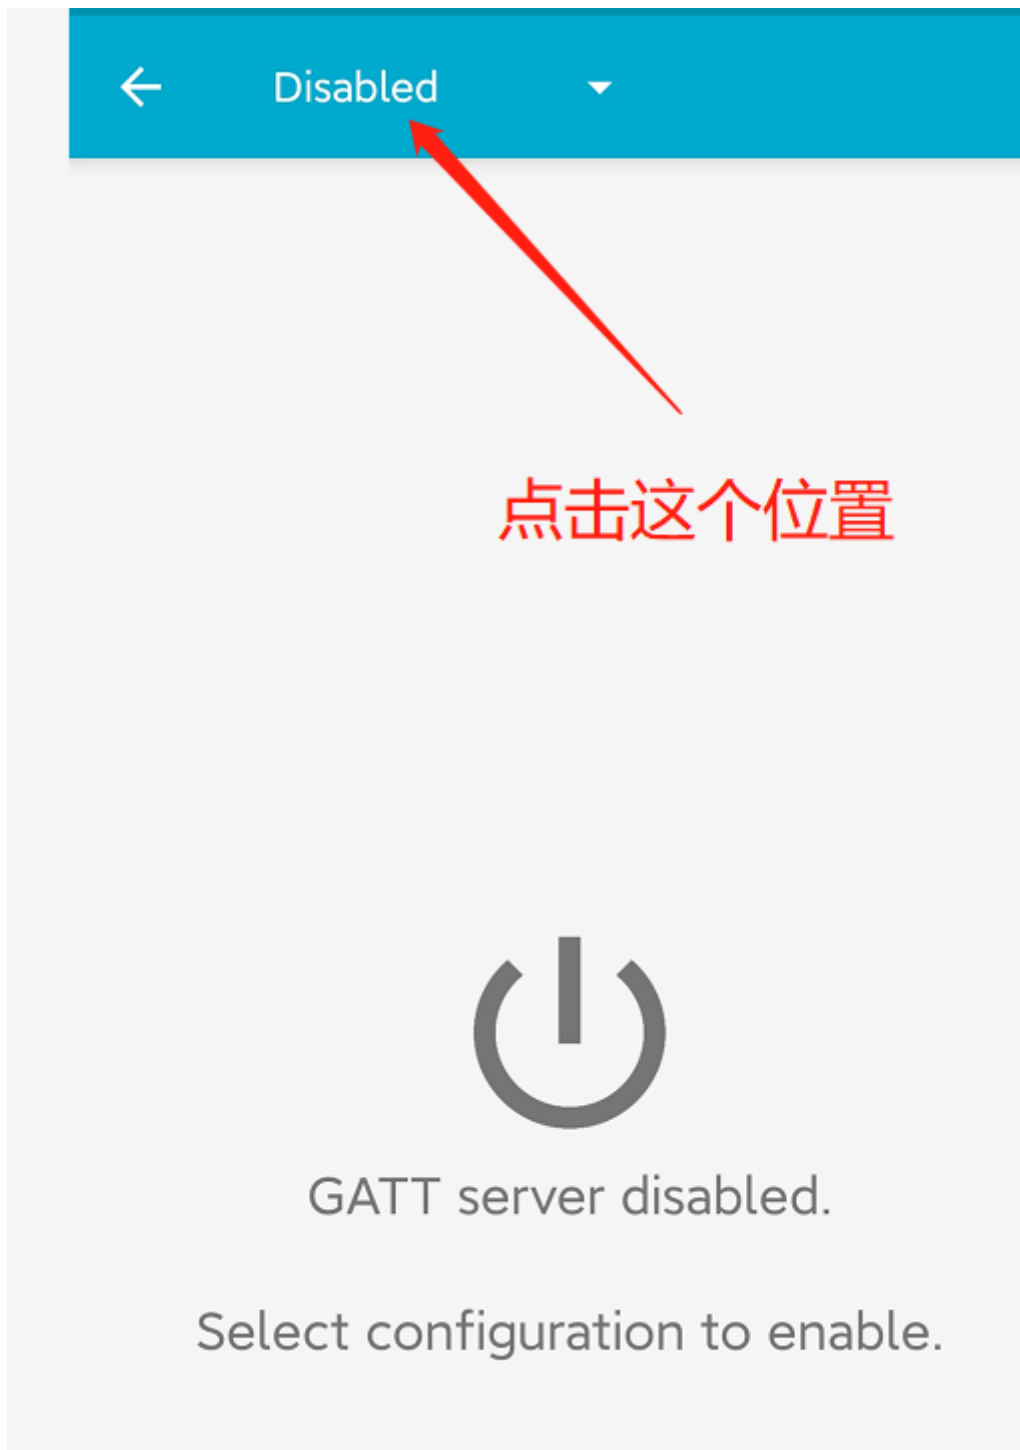 Disabled
点击这个位置
GATT server disabled.
Select configuration to enable.